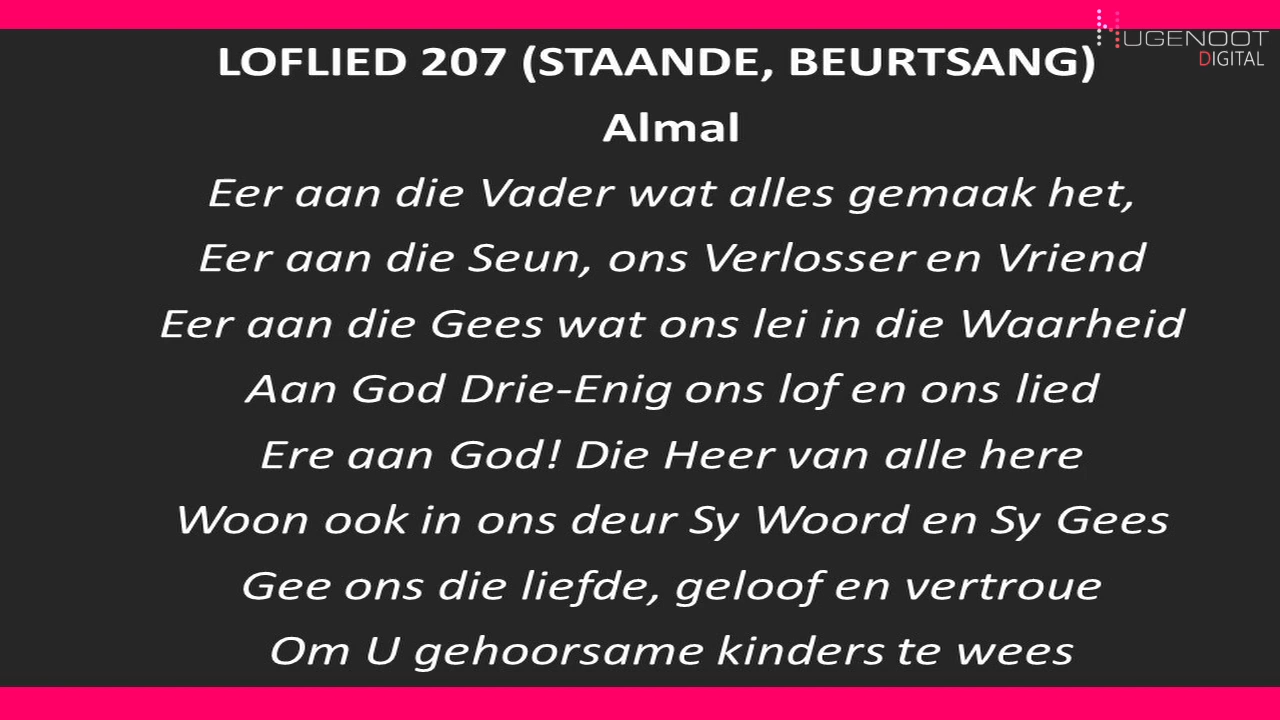 HUGENOOT
DIGITAL
LOFLIED 207 (STAANDE, BEURTSANG)
Almal
Eer aan die Vader wat alles gemaak het,
Eer aan die Seun, ons Verlosser en Vriend
Eer aan die Gees wat ons lei in die Waarheid
Aan God Drie-Enig ons lof en ons lied
Ere aan God! Die Heer van alle here
Woon ook in ons deur Sy Woord en Sy Gees
Gee ons die liefde, geloof en vertroue
Om U gehoorsame kinders te wees